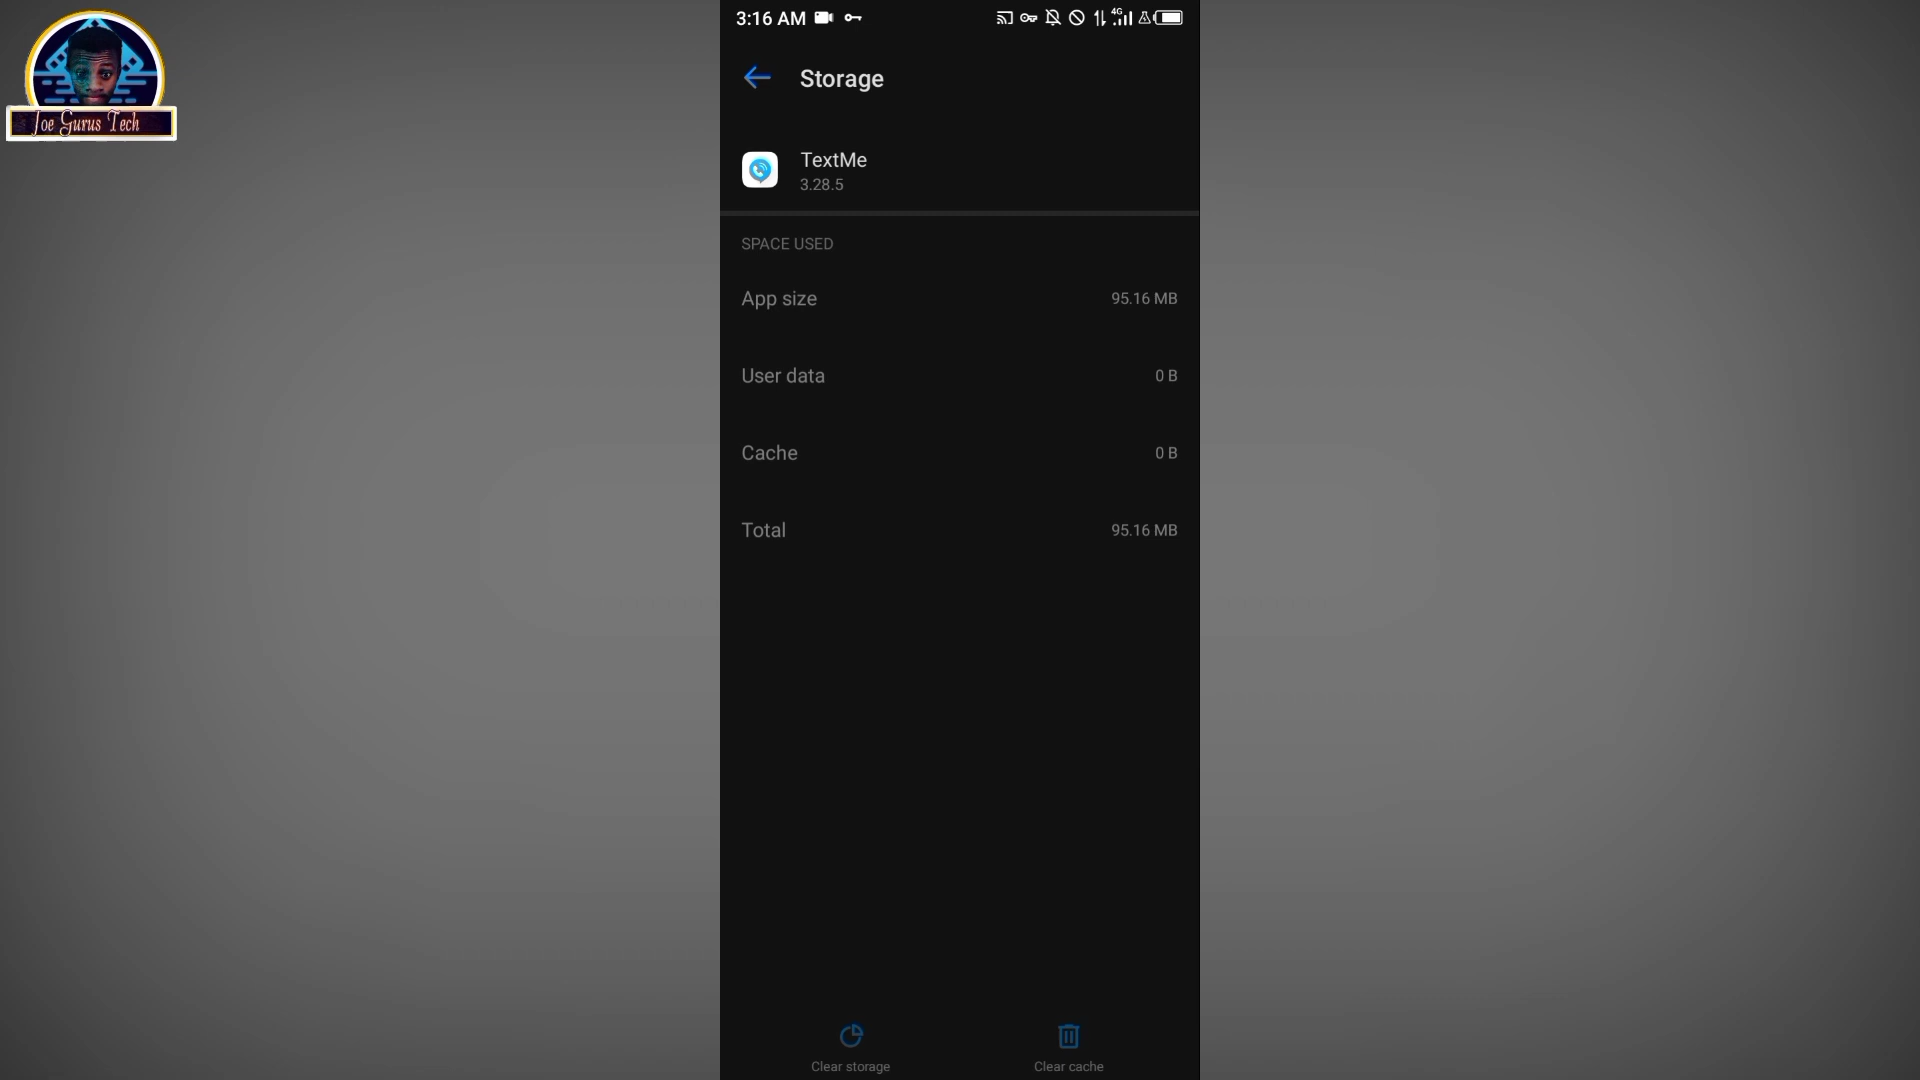 Joe Gurus Tech
3:16 AM
4G
Storage
TextMe
3.28.5
SPACE USED
App size 95.16 MB
User data 0 B
Cache 0 B
Total 95.16 MB
Clear storage Clear cache